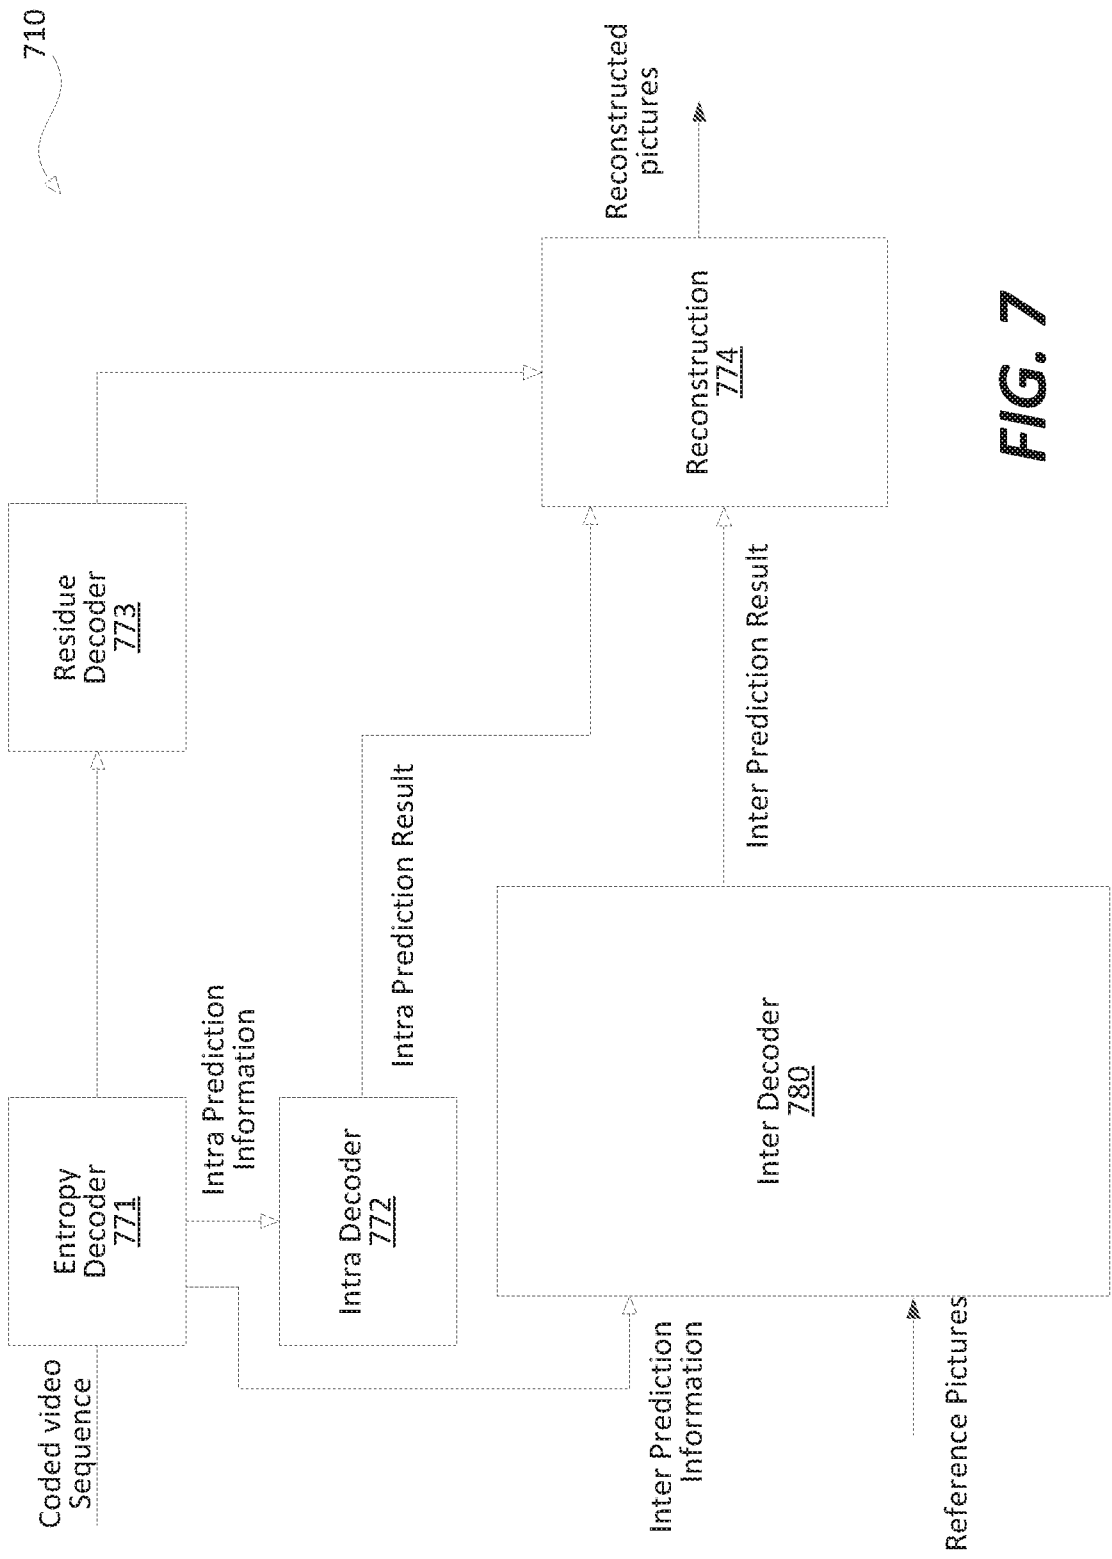 710
Coded video
Sequence
Entropy
Decoder
771
Residue
Decoder
773
Intra Prediction
Information
Intra Decoder
772
Intra Prediction Result
Inter Prediction
Information
Reference Pictures
Inter Decoder
780
Inter Prediction Result
Reconstruction
774
Reconstructed
pictures
FIG. 7